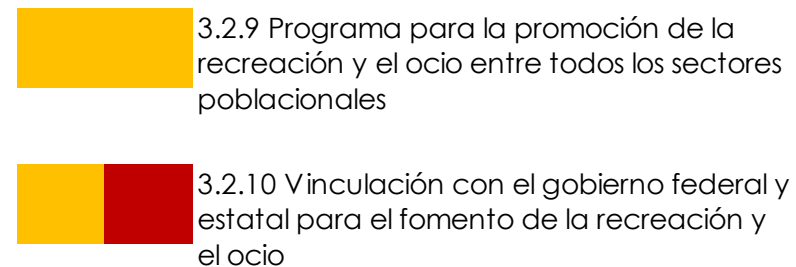 3.2.9 Programa para la promoción de la
recreación y el ocio entre todos los sectores
poblacionales
3.2.10 Vinculación con el gobierno federal y
estatal para el fomento de la recreación y
el ocio